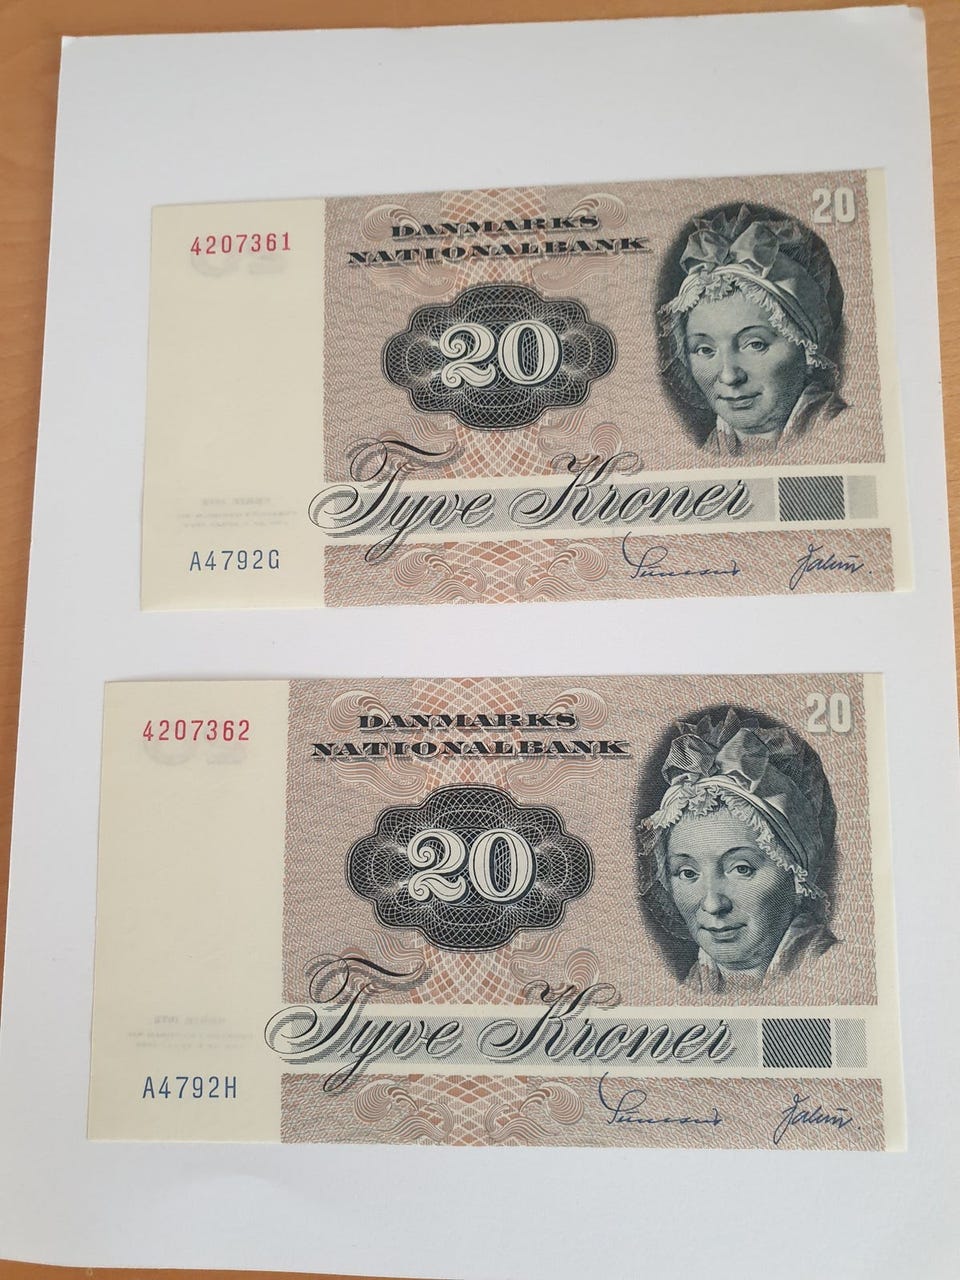 4207361
DANMARKS
NATIONALBANK
20
20
Tyve Kroner
A4792G
4207362
DANMARKS
NATIONALBANK
20
20
Tyve Kroner
A4792H